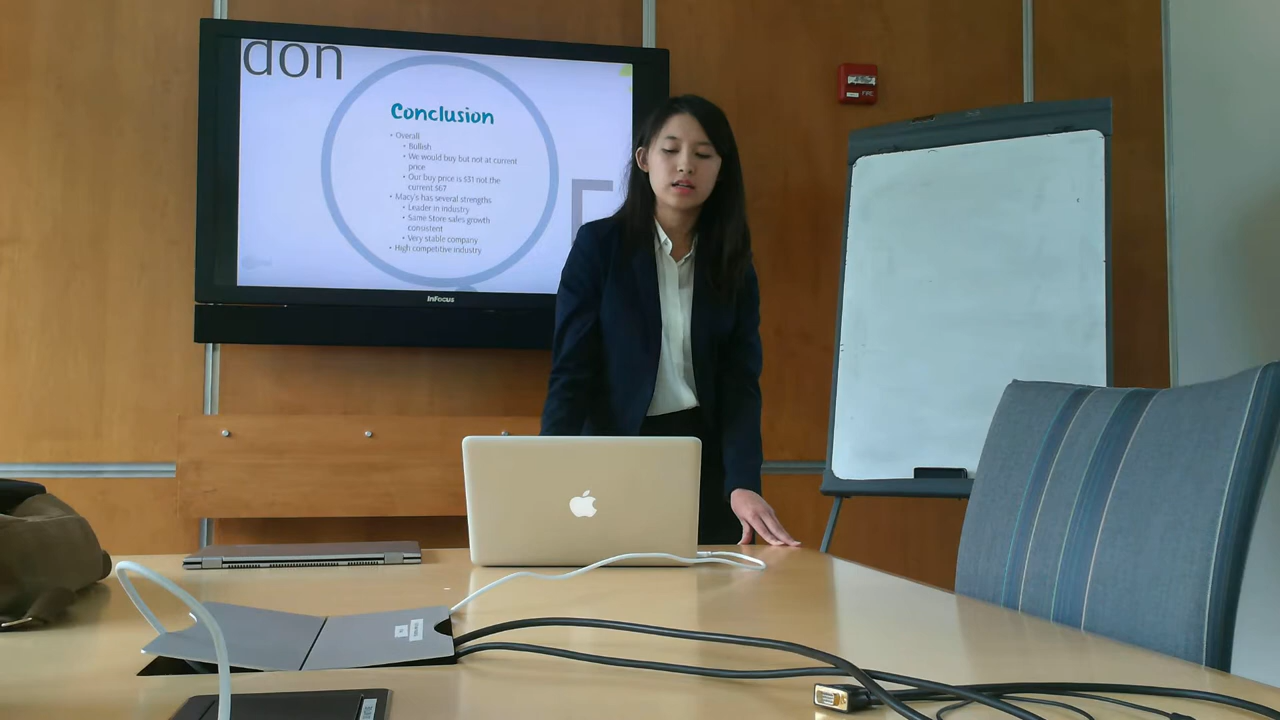 don
Conclusion
• Overall
• Bullish
• We would buy but not at current
price
• Our buy price is $31 not the
current $67
• Macy's has several strengths
• Leader in industry
• Same Store sales growth
consistent
• Very stable company
• High competitive industry
InFocus
FIRE